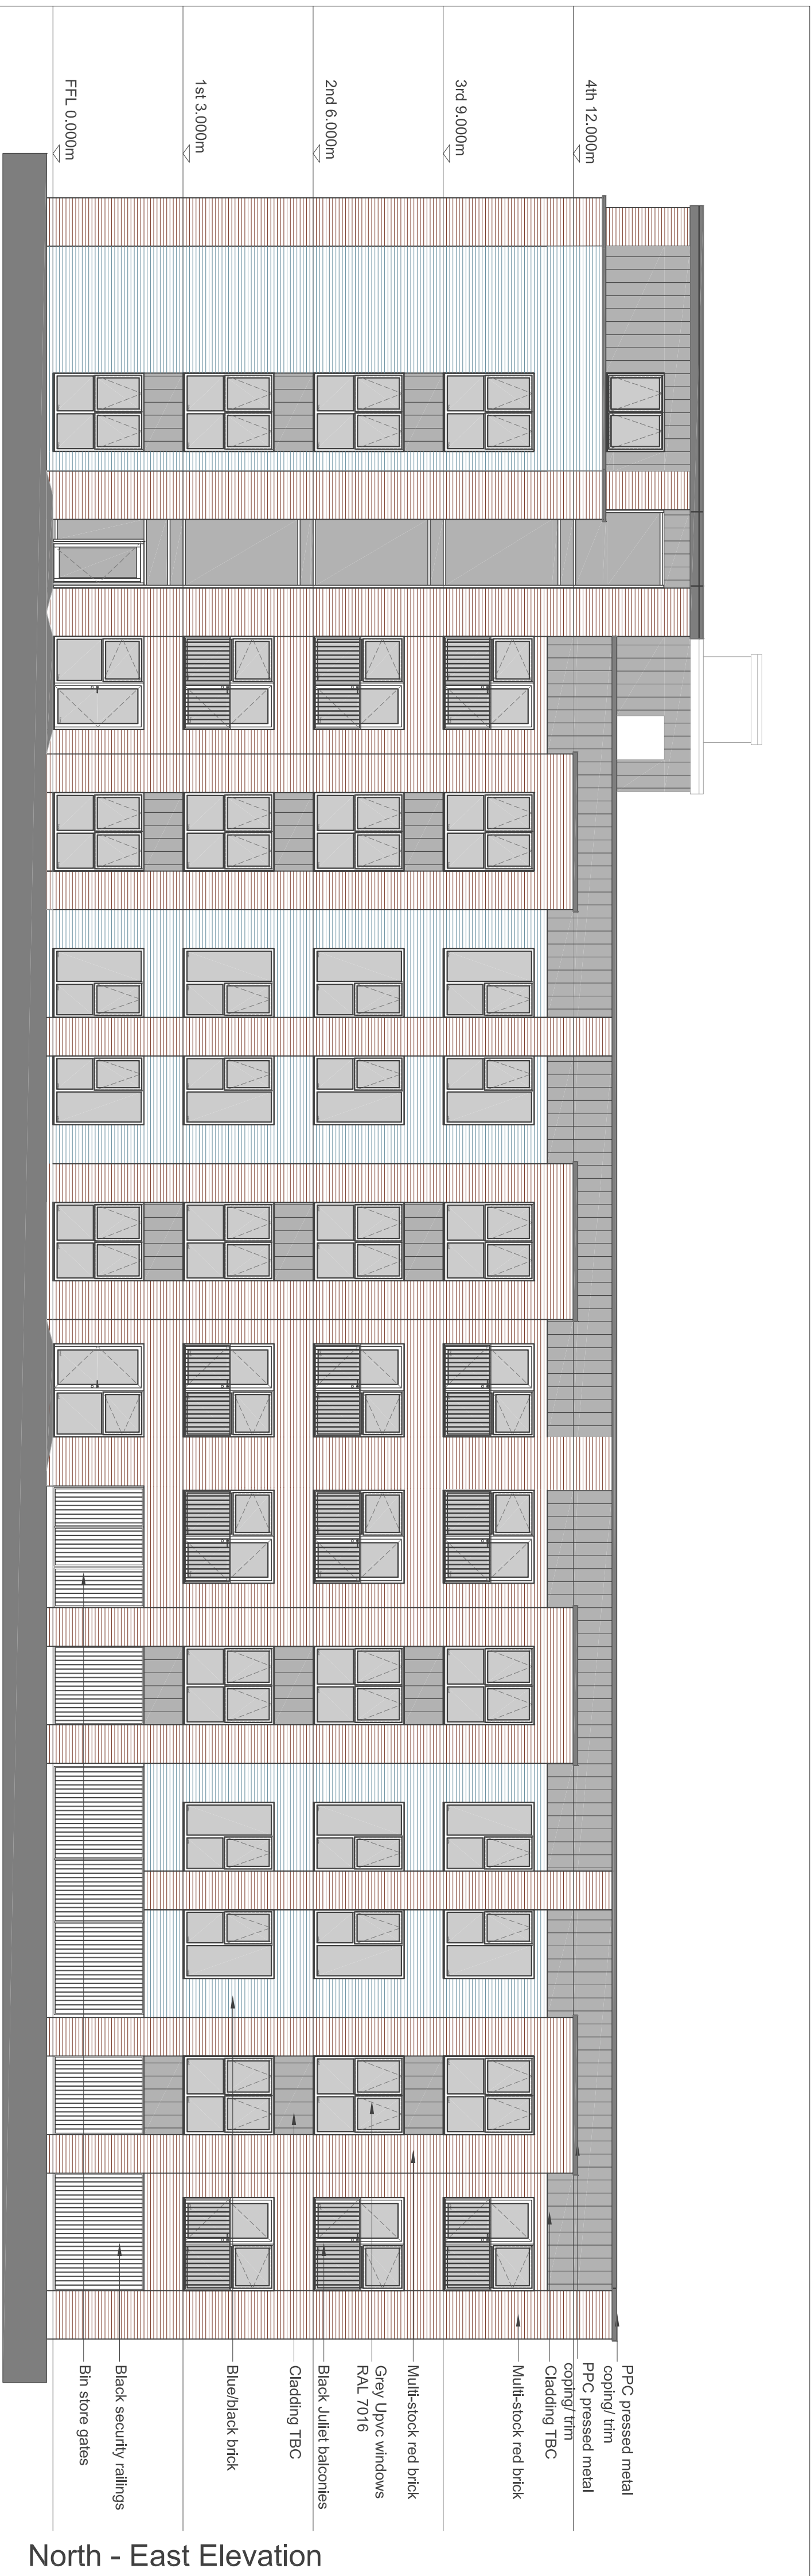 4th 12.000m
3rd 9.000m
2nd 6.000m
1st 3.000m
FFL 0.000m
PPC pressed metal
coping/ trim
PPC pressed metal
coping/ trim
Cladding TBC
Multi-stock red brick
Multi-stock red brick
Grey Upvc windows
RAL 7016
Black Juliet balconies
Cladding TBC
Blue/black brick
Black security railings
Bin store gates
North - East Elevation